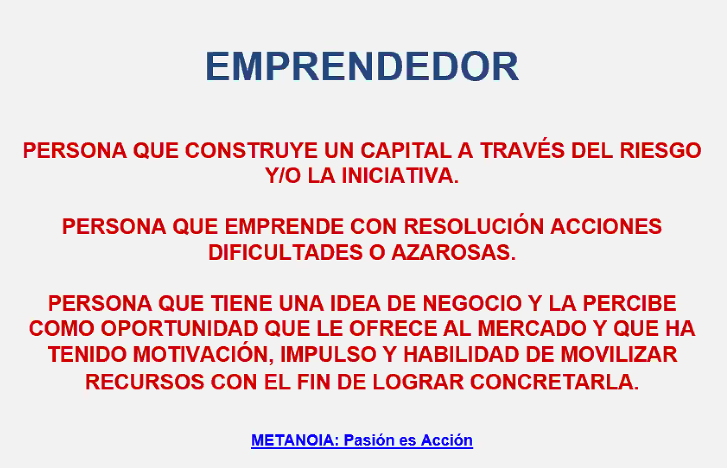 EMPRENDEDOR
PERSONA QUE CONSTRUYE UN CAPITAL A TRAVÉS DEL RIESGO
Y/O LA INICIATIVA.
PERSONA QUE EMPRENDE CON RESOLUCIÓN ACCIONES
DIFICULTADES O AZAROSAS.
PERSONA QUE TIENE UNA IDEA DE NEGOCIO Y LA PERCIBE
COMO OPORTUNIDAD QUE LE OFRECE AL MERCADO Y QUE HA
TENIDO MOTIVACIÓN, IMPULSO Y HABILIDAD DE MOVILIZAR
RECURSOS CON EL FIN DE LOGRAR CONCRETARLA.
METANOIA: Pasión es Acción